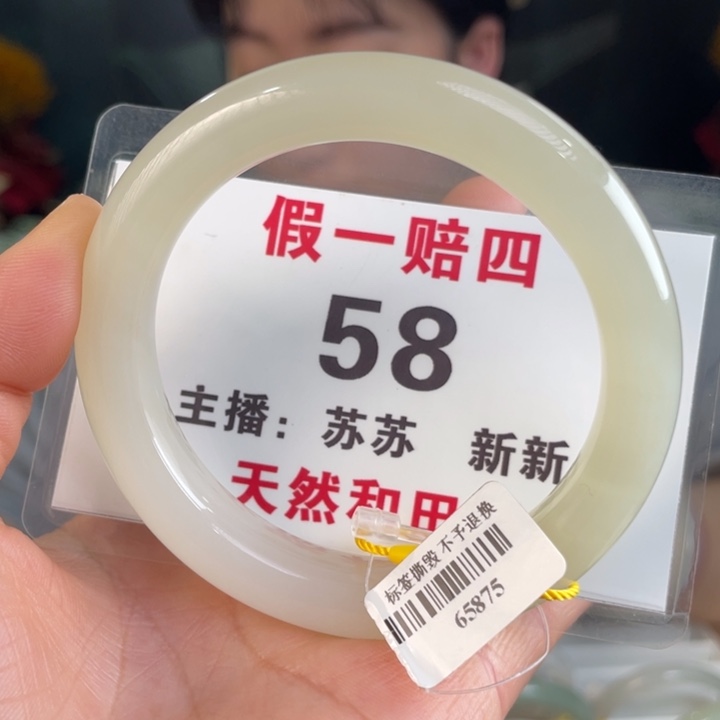 假一赔四
58
主播：苏苏 新新
天然和田
标签撕毁 不予退换
65875